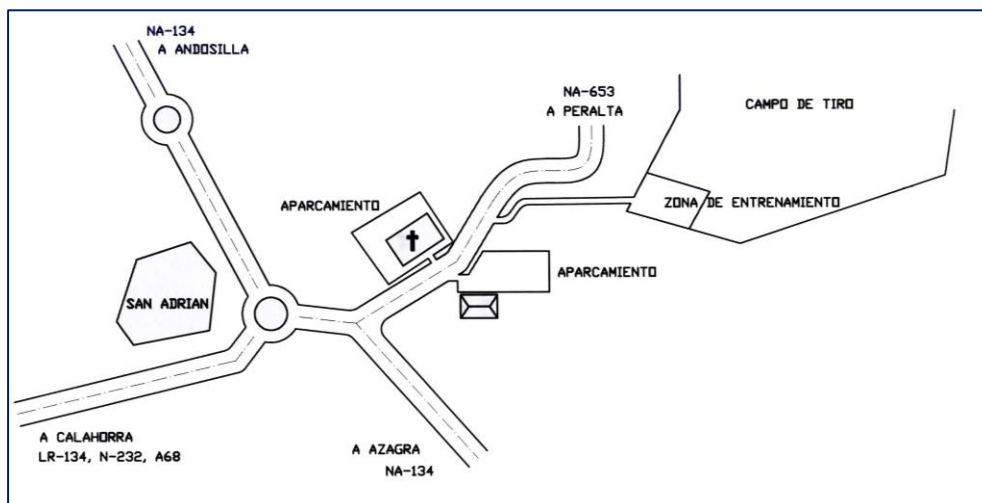 NA-134
A ANDOSILLA
NA-653
A PERALTA
CAMPO DE TIRO
APARCAMIENTO
ZONA DE ENTRENAMIENTO
APARCAMIENTO
SAN ADRIAN
A CALAHORRA
LR-134, N-232, A68
A AZAGRA
NA-134